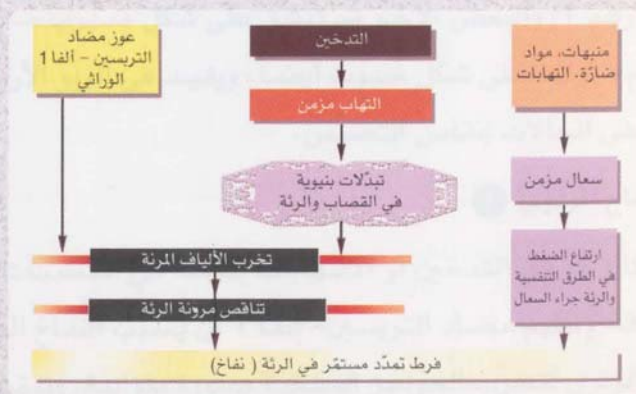 منبهات، مواد
ضارّة، التهابات
سعال مزمن
ارتفاع الضغط
في الطرق التنفسية
والرئة جراء السعال
التدخين
التهاب مزمن
تبدّلات بنيوية
في القصاب والرئة
عوز مضاد
التربسين - ألفا 1
الوراثي
تخرب الألياف المرنة
تناقص مرونة الرئة
فرط تمدّد مستمر في الرئة (نفاخ)